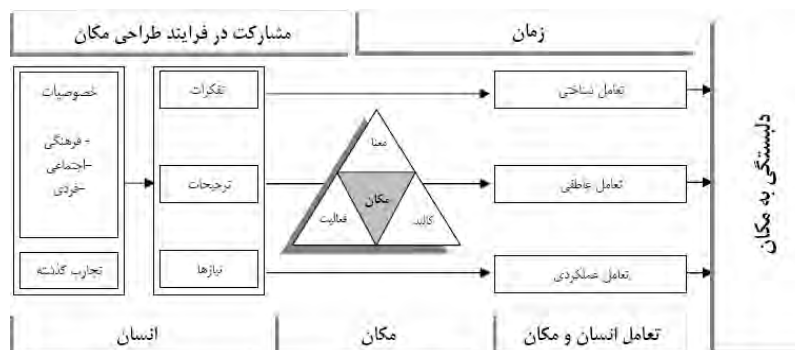 مشارکت در فرایند طراحی مکان
زمان
خصوصیات
- فرهنگی
-اجتماعی
-فردی
تجارب گذشته
تفکرات
ترجیحات
نیازها
معنا
مکان
فعالیت
کالبد
تعامل شناختی
تعامل عاطفی
تعامل عملکردی
دلبستگی به مکان
انسان
مکان
تعامل انسان و مکان